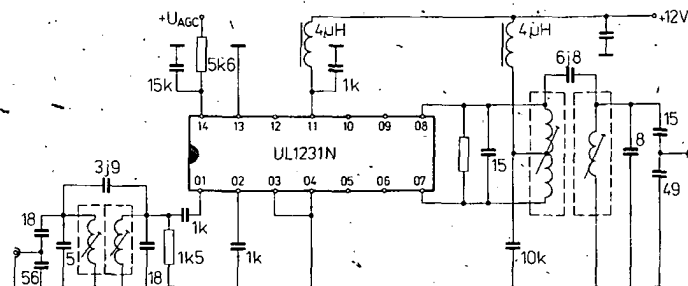 +UAGC
4μH
4μH
+12V
5k6
15k
1k
6j8
14 13 12 11 10 09 08
UL1231N
15
15
8
01 02 03 04 05 06 07
49
3j9
18
1k
5
18
1k5
1k
10k
56